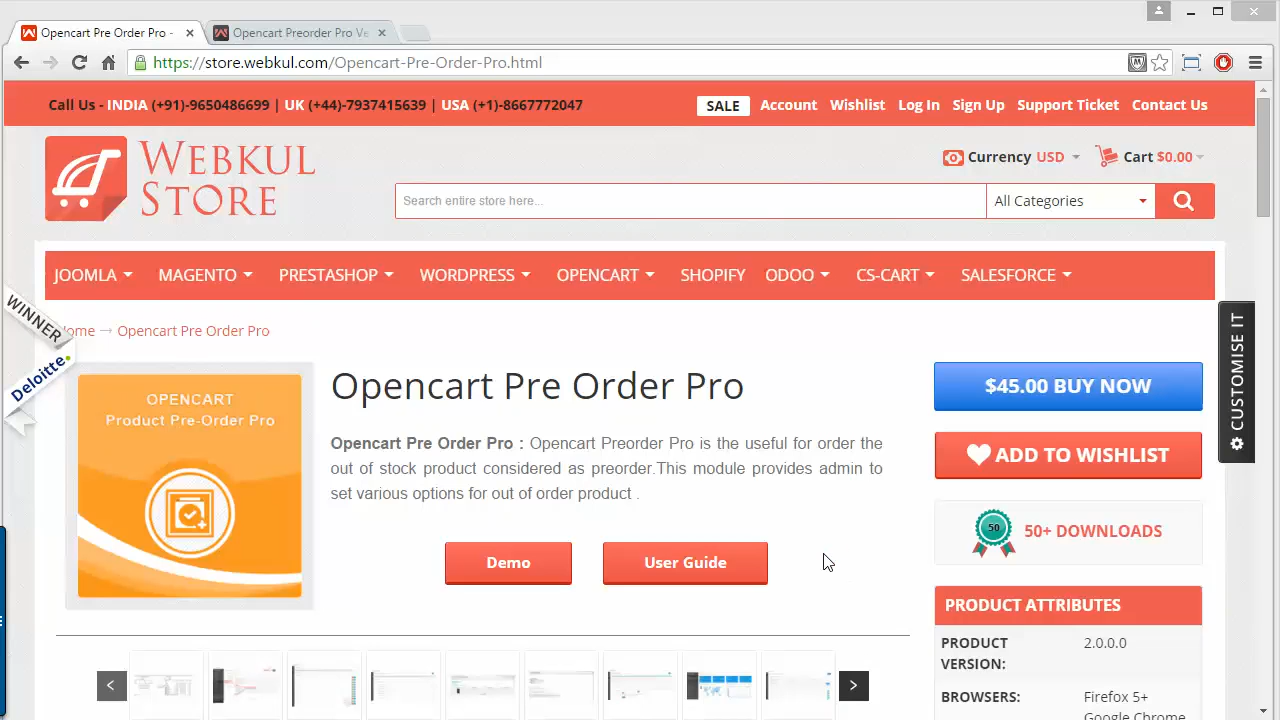 Opencart Pre Order Pro -
Opencart Preorder Pro Ve
https://store.webkul.com/Opencart-Pre-Order-Pro.html
Call Us - INDIA (+91)-9650486699 | UK (+44)-7937415639 | USA (+1)-8667772047
SALE Account Wishlist Log In Sign Up Support Ticket Contact Us
WEBKUL
STORE
Currency USD Cart $0.00
Search entire store here... All Categories
JOOMLA MAGENTO PRESTASHOP WORDPRESS OPENCART SHOPIFY ODOO CS-CART SALESFORCE
WINNER
Deloitte.
CUSTOMISE IT
ome → Opencart Pre Order Pro
OPENCART
Product Pre-Order Pro
Opencart Pre Order Pro
Opencart Pre Order Pro : Opencart Preorder Pro is the useful for order the
out of stock product considered as preorder.This module provides admin to
set various options for out of order product .
Demo User Guide
$45.00 BUY NOW
ADD TO WISHLIST
50 50+ DOWNLOADS
PRODUCT ATTRIBUTES
PRODUCT VERSION: 2.0.0.0
BROWSERS: Firefox 5+
Google Chrome